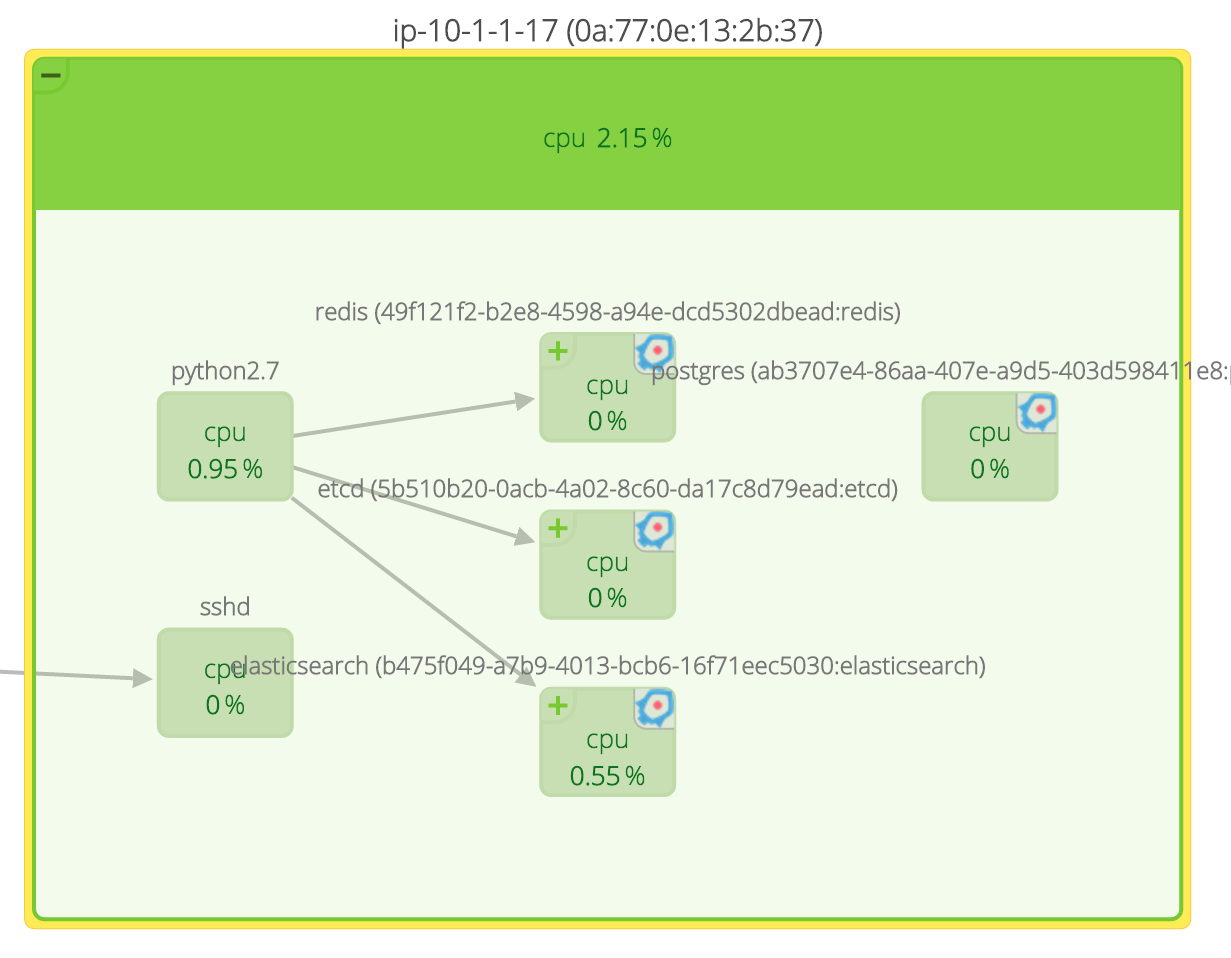 ip-10-1-1-17 (0a:77:0e:13:2b:37)
cpu 2.15 %
redis (49f121f2-b2e8-4598-a94e-dcd5302dbead:redis)
cpu
0 %
python2.7
cpu
0.95 %
postgres (ab3707e4-86aa-407e-a9d5-403d598411e8:p
cpu
0 %
etcd (5b510b20-0acb-4a02-8c60-da17c8d79ead:etcd)
cpu
0 %
sshd
cpu
0 %
elasticsearch (b475f049-a7b9-4013-bcb6-16f71eec5030:elasticsearch)
cpu
0.55 %